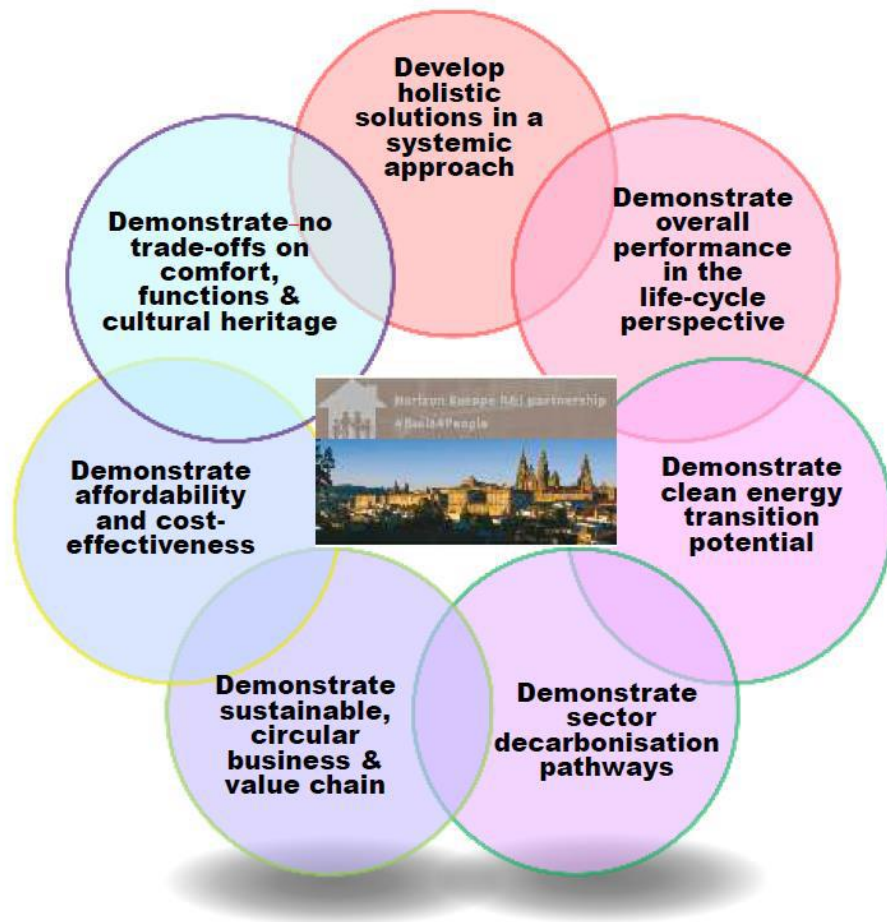 Develop
holistic
solutions in a
systemic
approach
Demonstrate
overall
performance
in the
life-cycle
perspective
Demonstrate
clean energy
transition
potential
Demonstrate
sector
decarbonisation
pathways
Demonstrate
sustainable,
circular
business &
value chain
Demonstrate
affordability
and cost-
effectiveness
Demonstrate no
trade-offs on
comfort,
functions &
cultural heritage
Horizon Europe R&I partnership
#Built4People